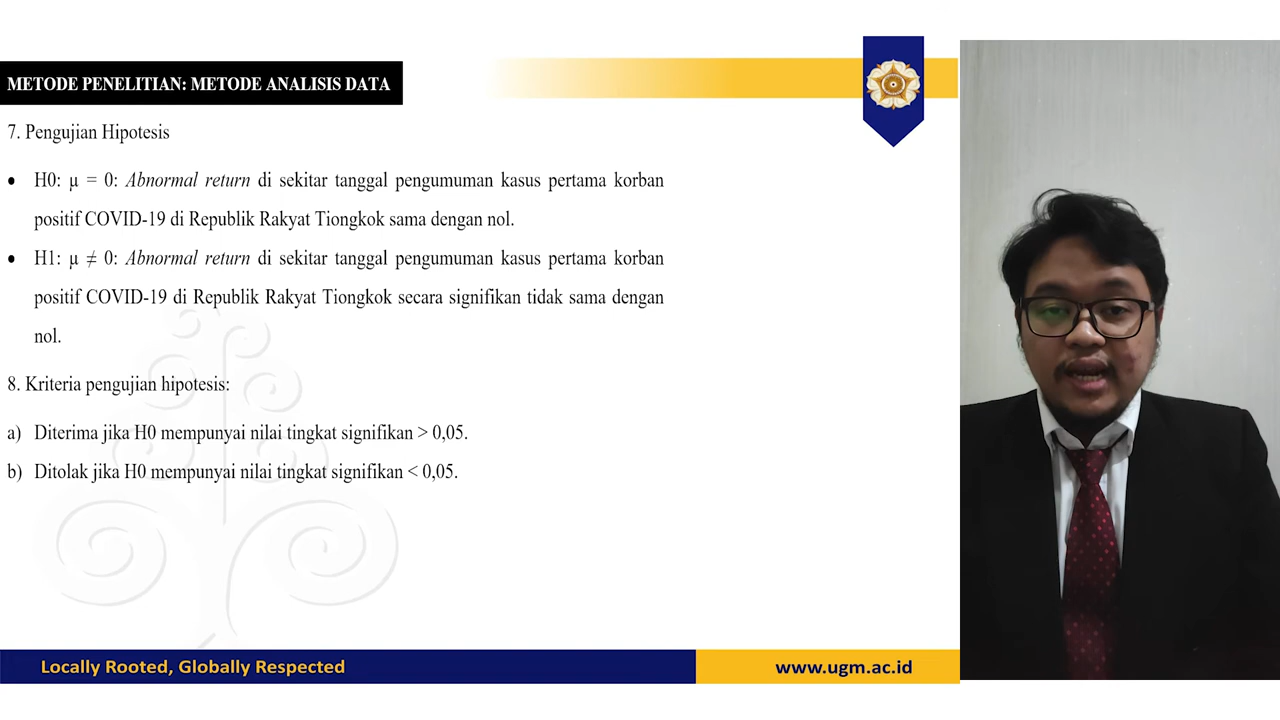 METODE PENELITIAN: METODE ANALISIS DATA
7. Pengujian Hipotesis
• H0: µ = 0: Abnormal return di sekitar tanggal pengumuman kasus pertama korban
positif COVID-19 di Republik Rakyat Tiongkok sama dengan nol.
• H1: µ ≠ 0: Abnormal return di sekitar tanggal pengumuman kasus pertama korban
positif COVID-19 di Republik Rakyat Tiongkok secara signifikan tidak sama dengan
nol.
8. Kriteria pengujian hipotesis:
a) Diterima jika H0 mempunyai nilai tingkat signifikan > 0,05.
b) Ditolak jika H0 mempunyai nilai tingkat signifikan < 0,05.
Locally Rooted, Globally Respected
www.ugm.ac.id